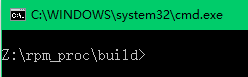 C:\WINDOWS\system32\cmd.exe
Z:\rpm_proc\build>